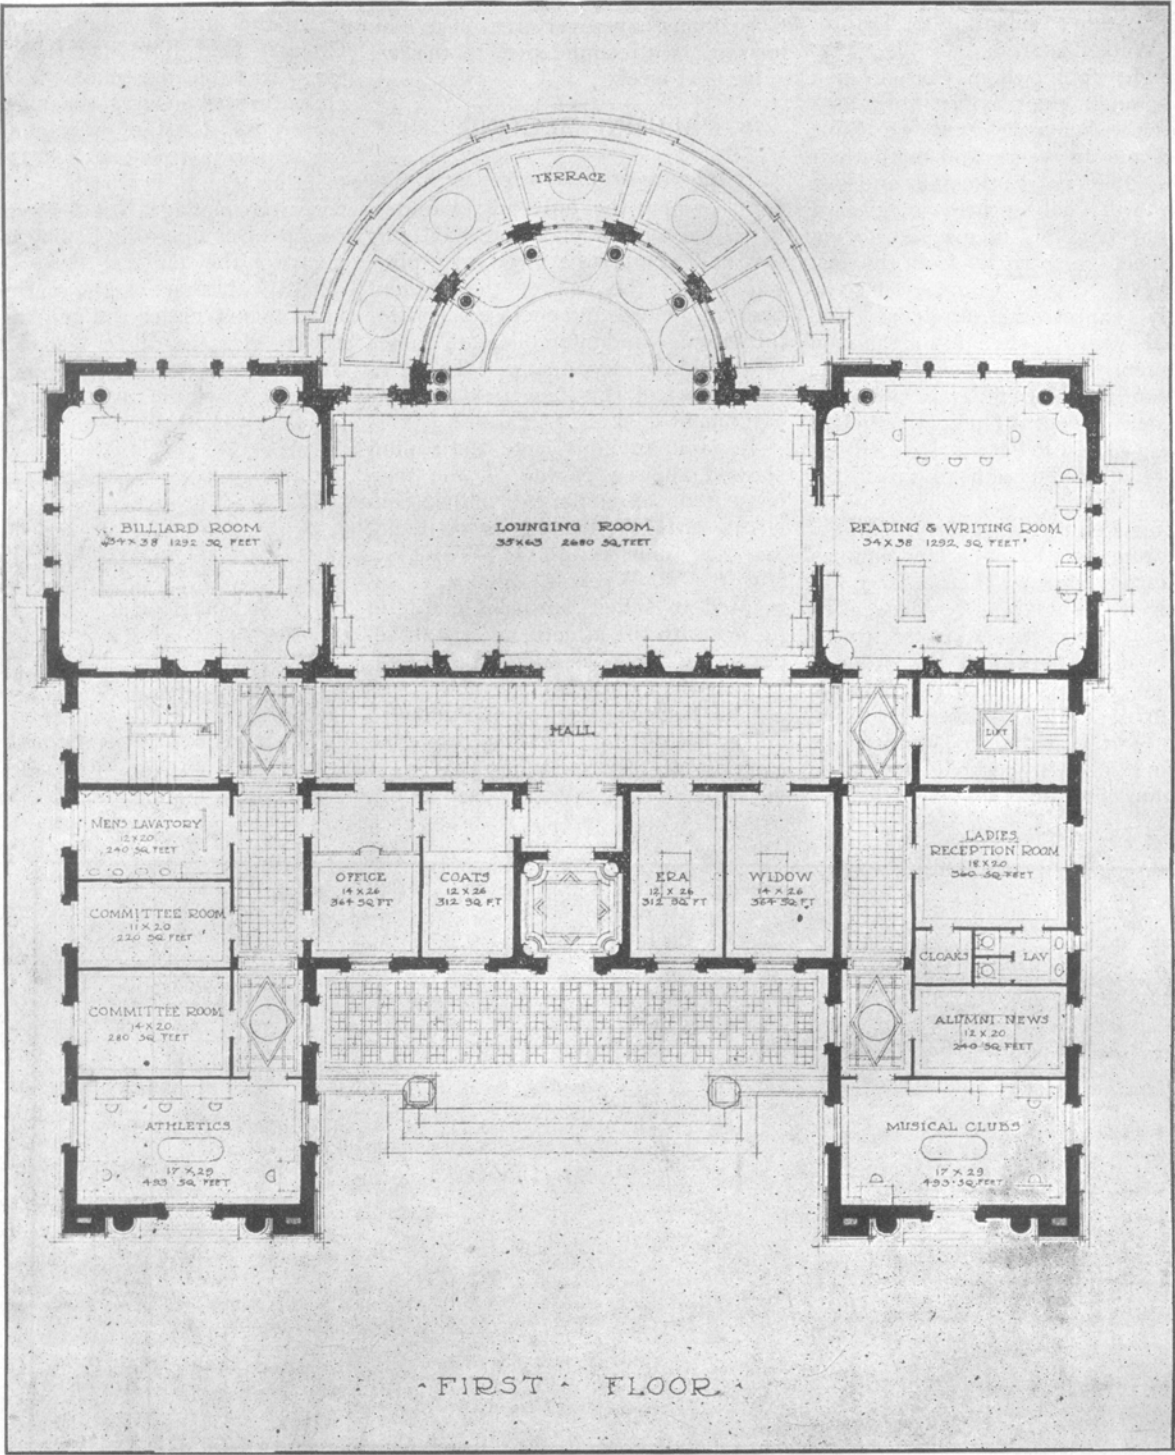 TERRACE
BILLIARD ROOM
34 X 38 1292 SQ FEET
LOUNGING ROOM
35 X 63 2680 SQ FEET
READING & WRITING ROOM
34 X 38 1292 SQ FEET
HALL
LIFT
MENS LAVATORY
12 X 20
240 SQ FEET
OFFICE
14 X 26
364 SQ FT
COATS
12 X 26
312 SQ FT
ERA
12 X 26
312 SQ FT
WIDOW
14 X 26
364 SQ FT
LADIES
RECEPTION ROOM
18 X 20
360 SQ FEET
COMMITTEE ROOM
11 X 20
220 SQ FEET
CLOAKS
LAV
COMMITTEE ROOM
14 X 20
280 SQ FEET
ALUMNI NEWS
12 X 20
240 SQ FEET
ATHLETICS
17 X 29
493 SQ FEET
MUSICAL CLUBS
17 X 29
493 SQ FEET
- FIRST - FLOOR -